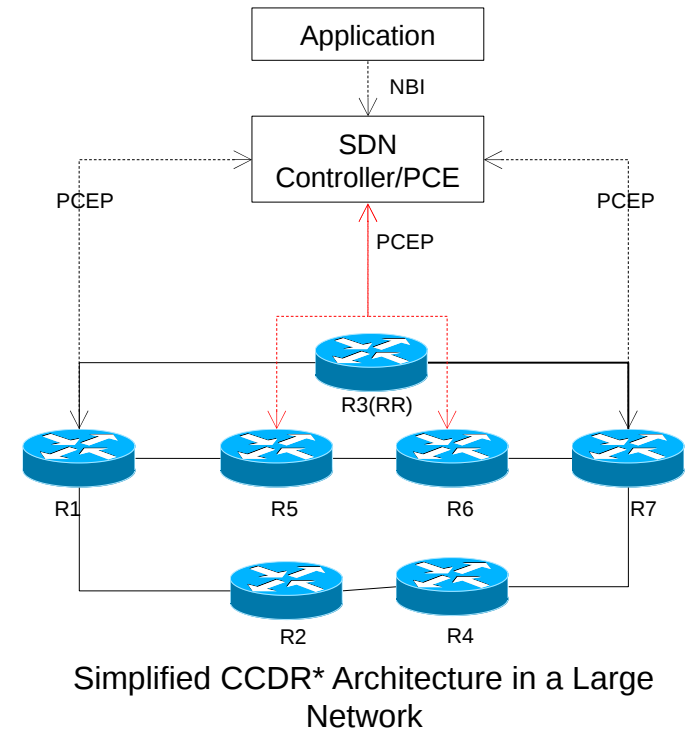 Application
NBI
SDN
Controller/PCE
PCEP
PCEP
PCEP
R3(RR)
R1
R5
R6
R7
R2
R4
Simplified CCDR* Architecture in a Large
Network